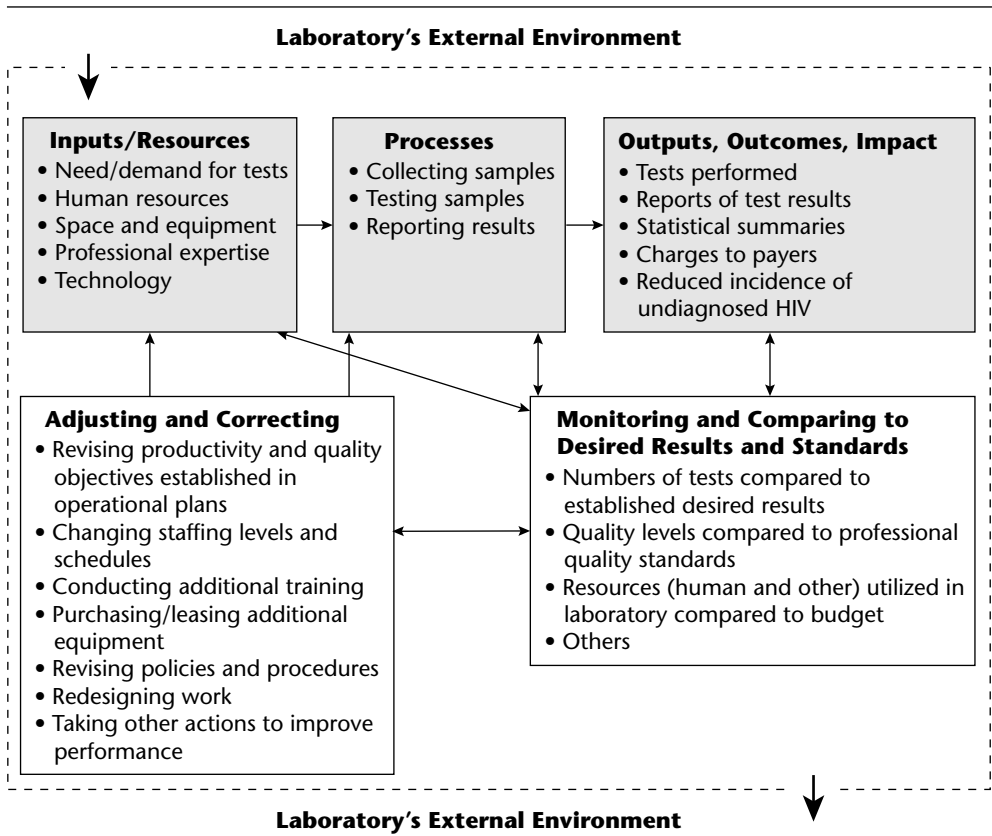 Laboratory’s External Environment
Inputs/Resources
• Need/demand for tests
• Human resources
• Space and equipment
• Professional expertise
• Technology
Processes
• Collecting samples
• Testing samples
• Reporting results
Outputs, Outcomes, Impact
• Tests performed
• Reports of test results
• Statistical summaries
• Charges to payers
• Reduced incidence of
undiagnosed HIV
Adjusting and Correcting
• Revising productivity and quality
objectives established in
operational plans
• Changing staffing levels and
schedules
• Conducting additional training
• Purchasing/leasing additional
equipment
• Revising policies and procedures
• Redesigning work
• Taking other actions to improve
performance
Monitoring and Comparing to
Desired Results and Standards
• Numbers of tests compared to
established desired results
• Quality levels compared to professional
quality standards
• Resources (human and other) utilized in
laboratory compared to budget
• Others
Laboratory’s External Environment